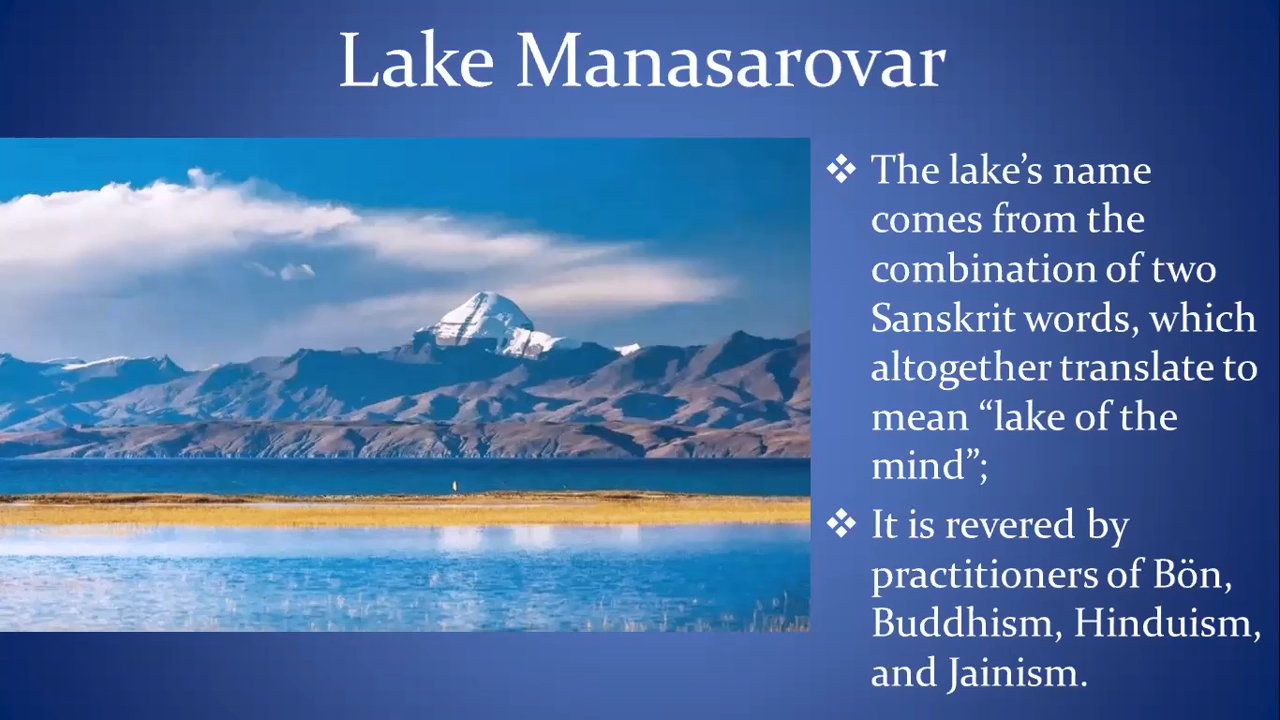 Lake Manasarovar
❖ The lake’s name
comes from the
combination of two
Sanskrit words, which
altogether translate to
mean “lake of the
mind”;
❖ It is revered by
practitioners of Bön,
Buddhism, Hinduism,
and Jainism.